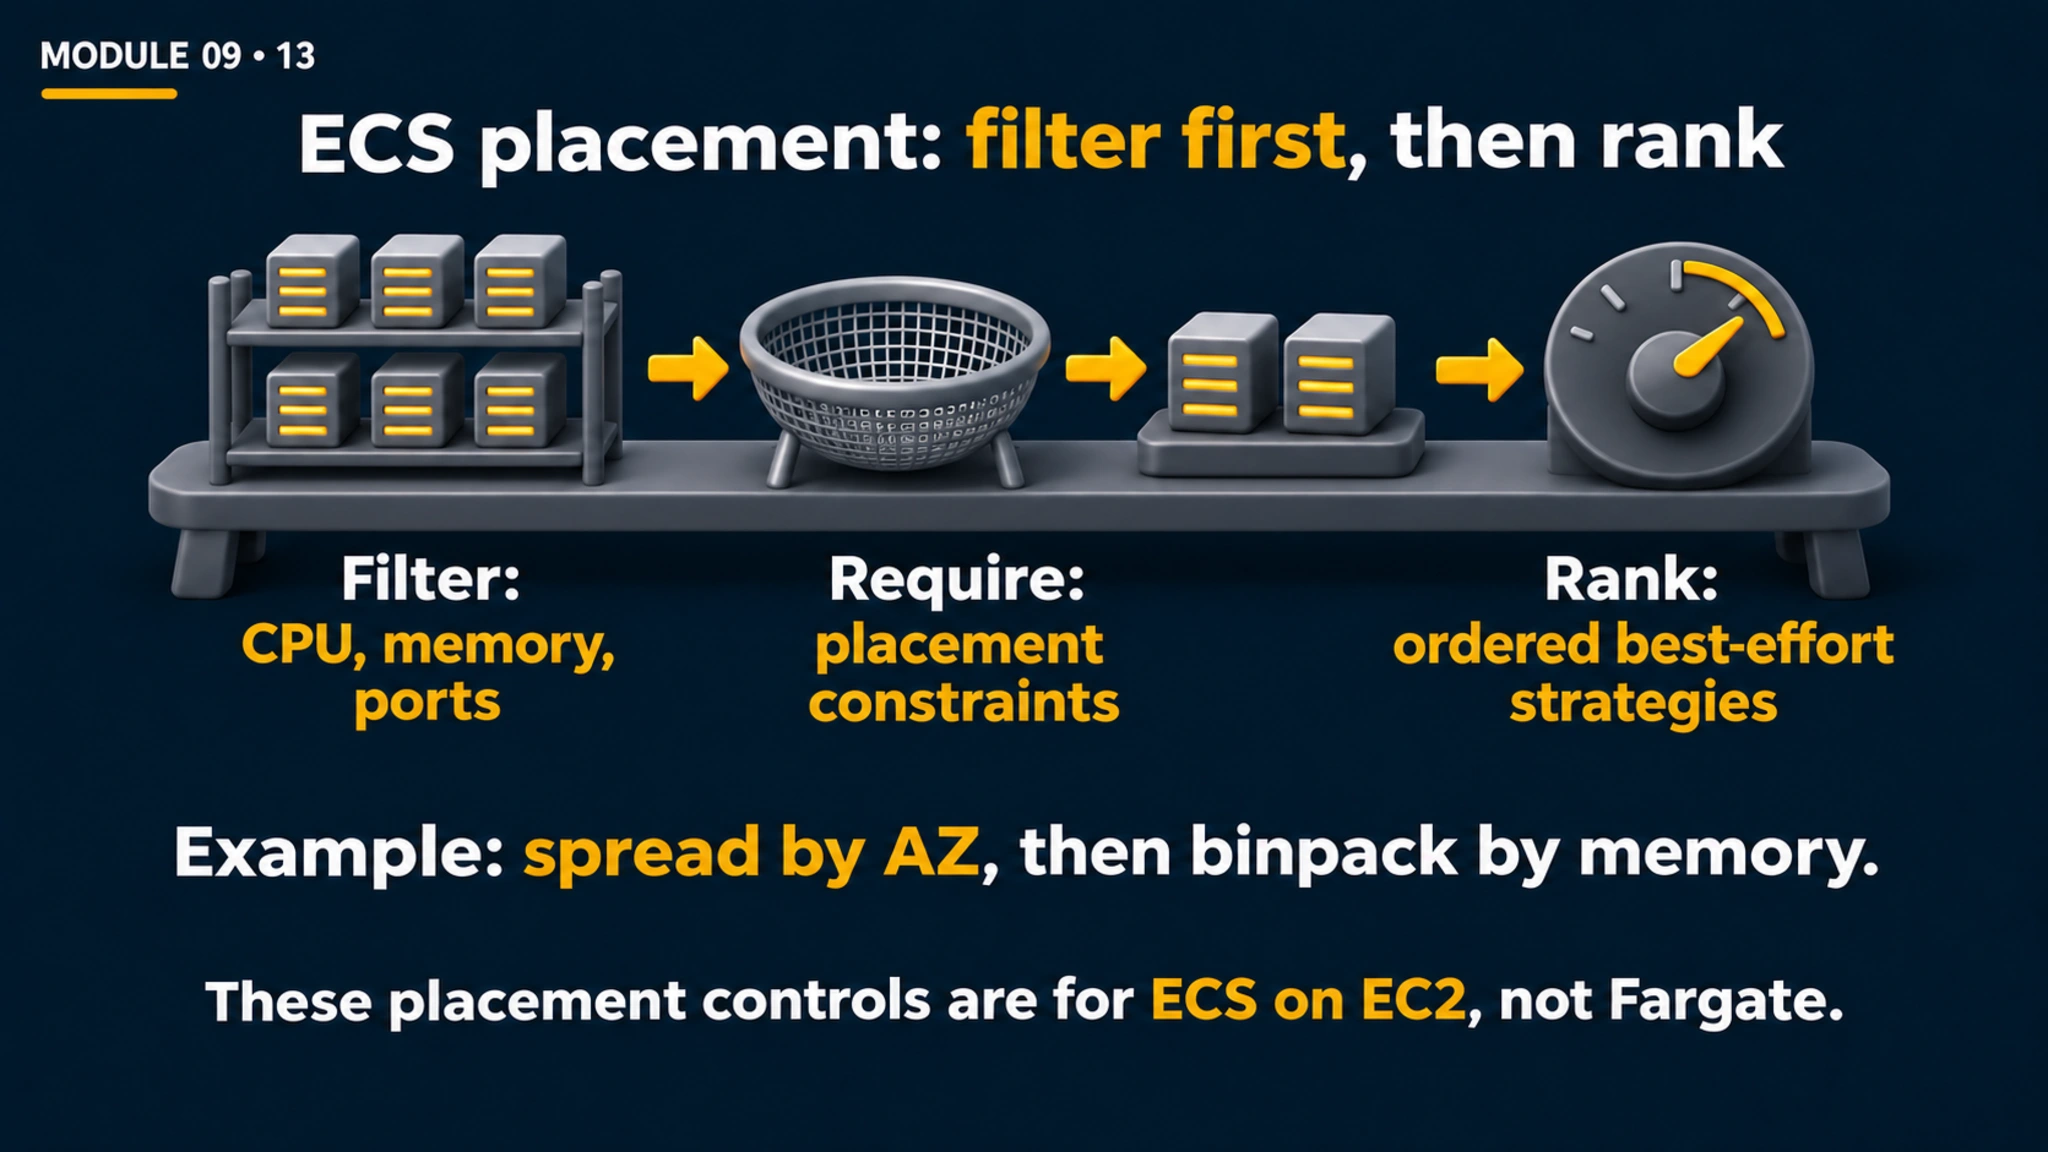 MODULE 09 • 13
ECS placement: filter first, then rank
Filter:
CPU, memory,
ports
Require:
placement
constraints
Rank:
ordered best-effort
strategies
Example: spread by AZ, then binpack by memory.
These placement controls are for ECS on EC2, not Fargate.